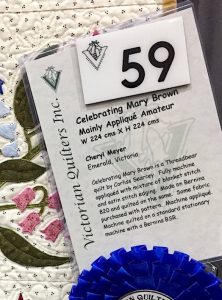 59
Victorian Quilters Inc.
Celebrating Mary Brown
Mainly Appliqué Amateur
W 224 cms X H 224 cms
Cheryl Meyer
Emerald, Victoria
Celebrating Mary Brown is a Threadbear
quilt by Corliss Searcey. Fully machine
appliqued with mixture of blanket stitch
and satin stitch edging. Made on Bernina
820 and quilted on the same. Some fabric
purchased with pattern. Machine applique.
Machine quilted on a standard stationary
machine with a Bernina BSR.